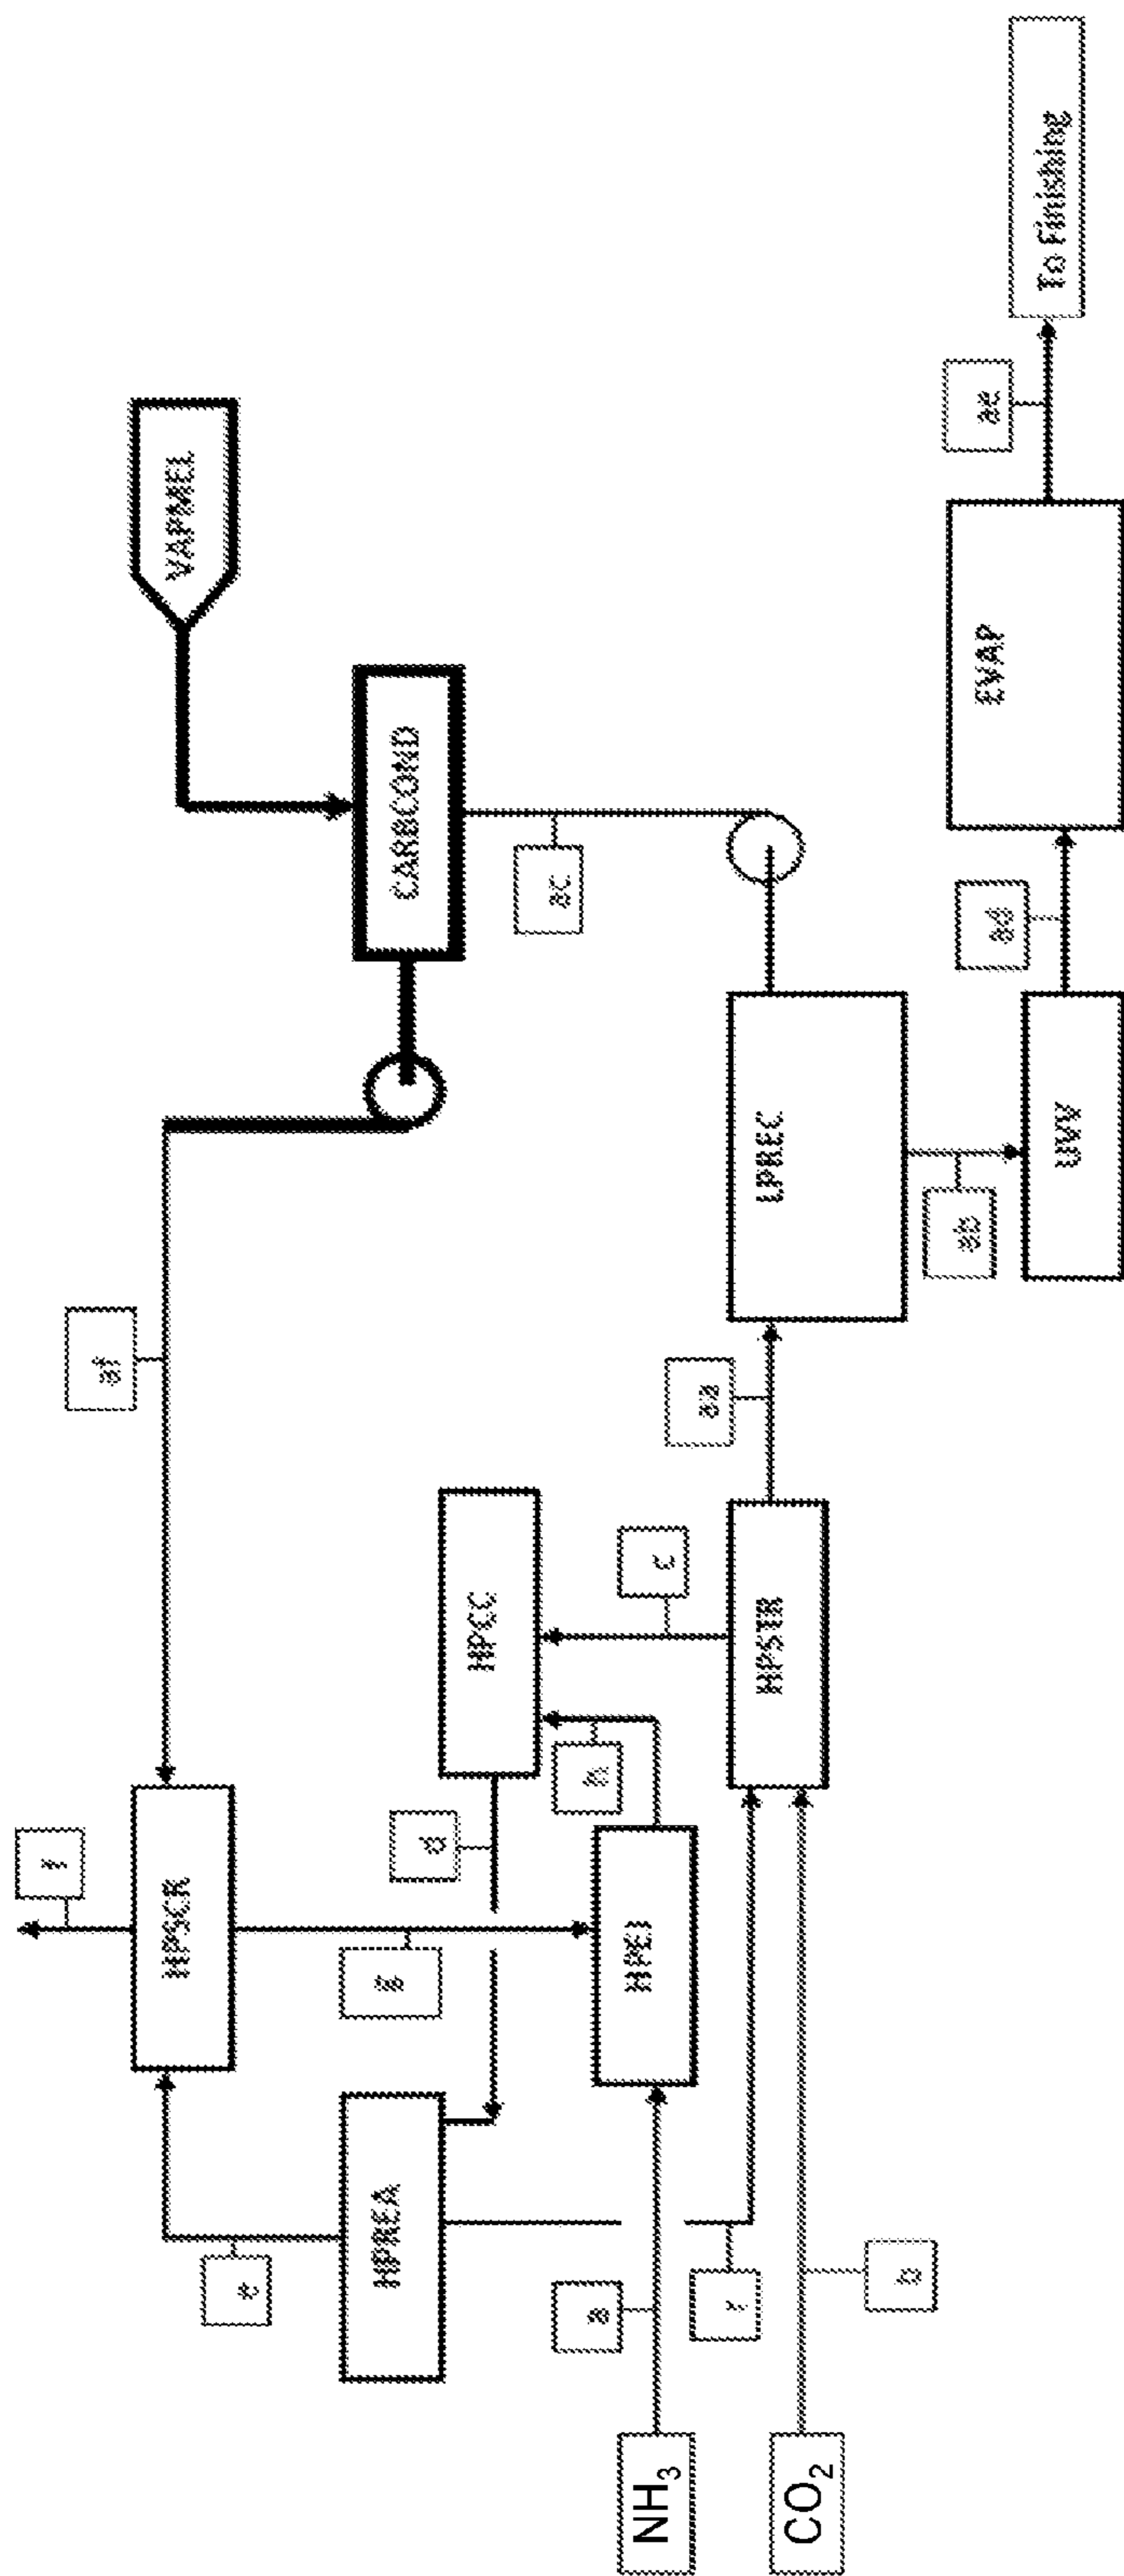 f
af
VAPMEL
e
HPSCR
g
HPREA
d
HPCC
CARBCOND
ac
a
HPEJ
h
c
aa
NH3
r
HPSTR
LPREC
CO2
b
ab
ad
ae
UVV
EVAP
To Finishing